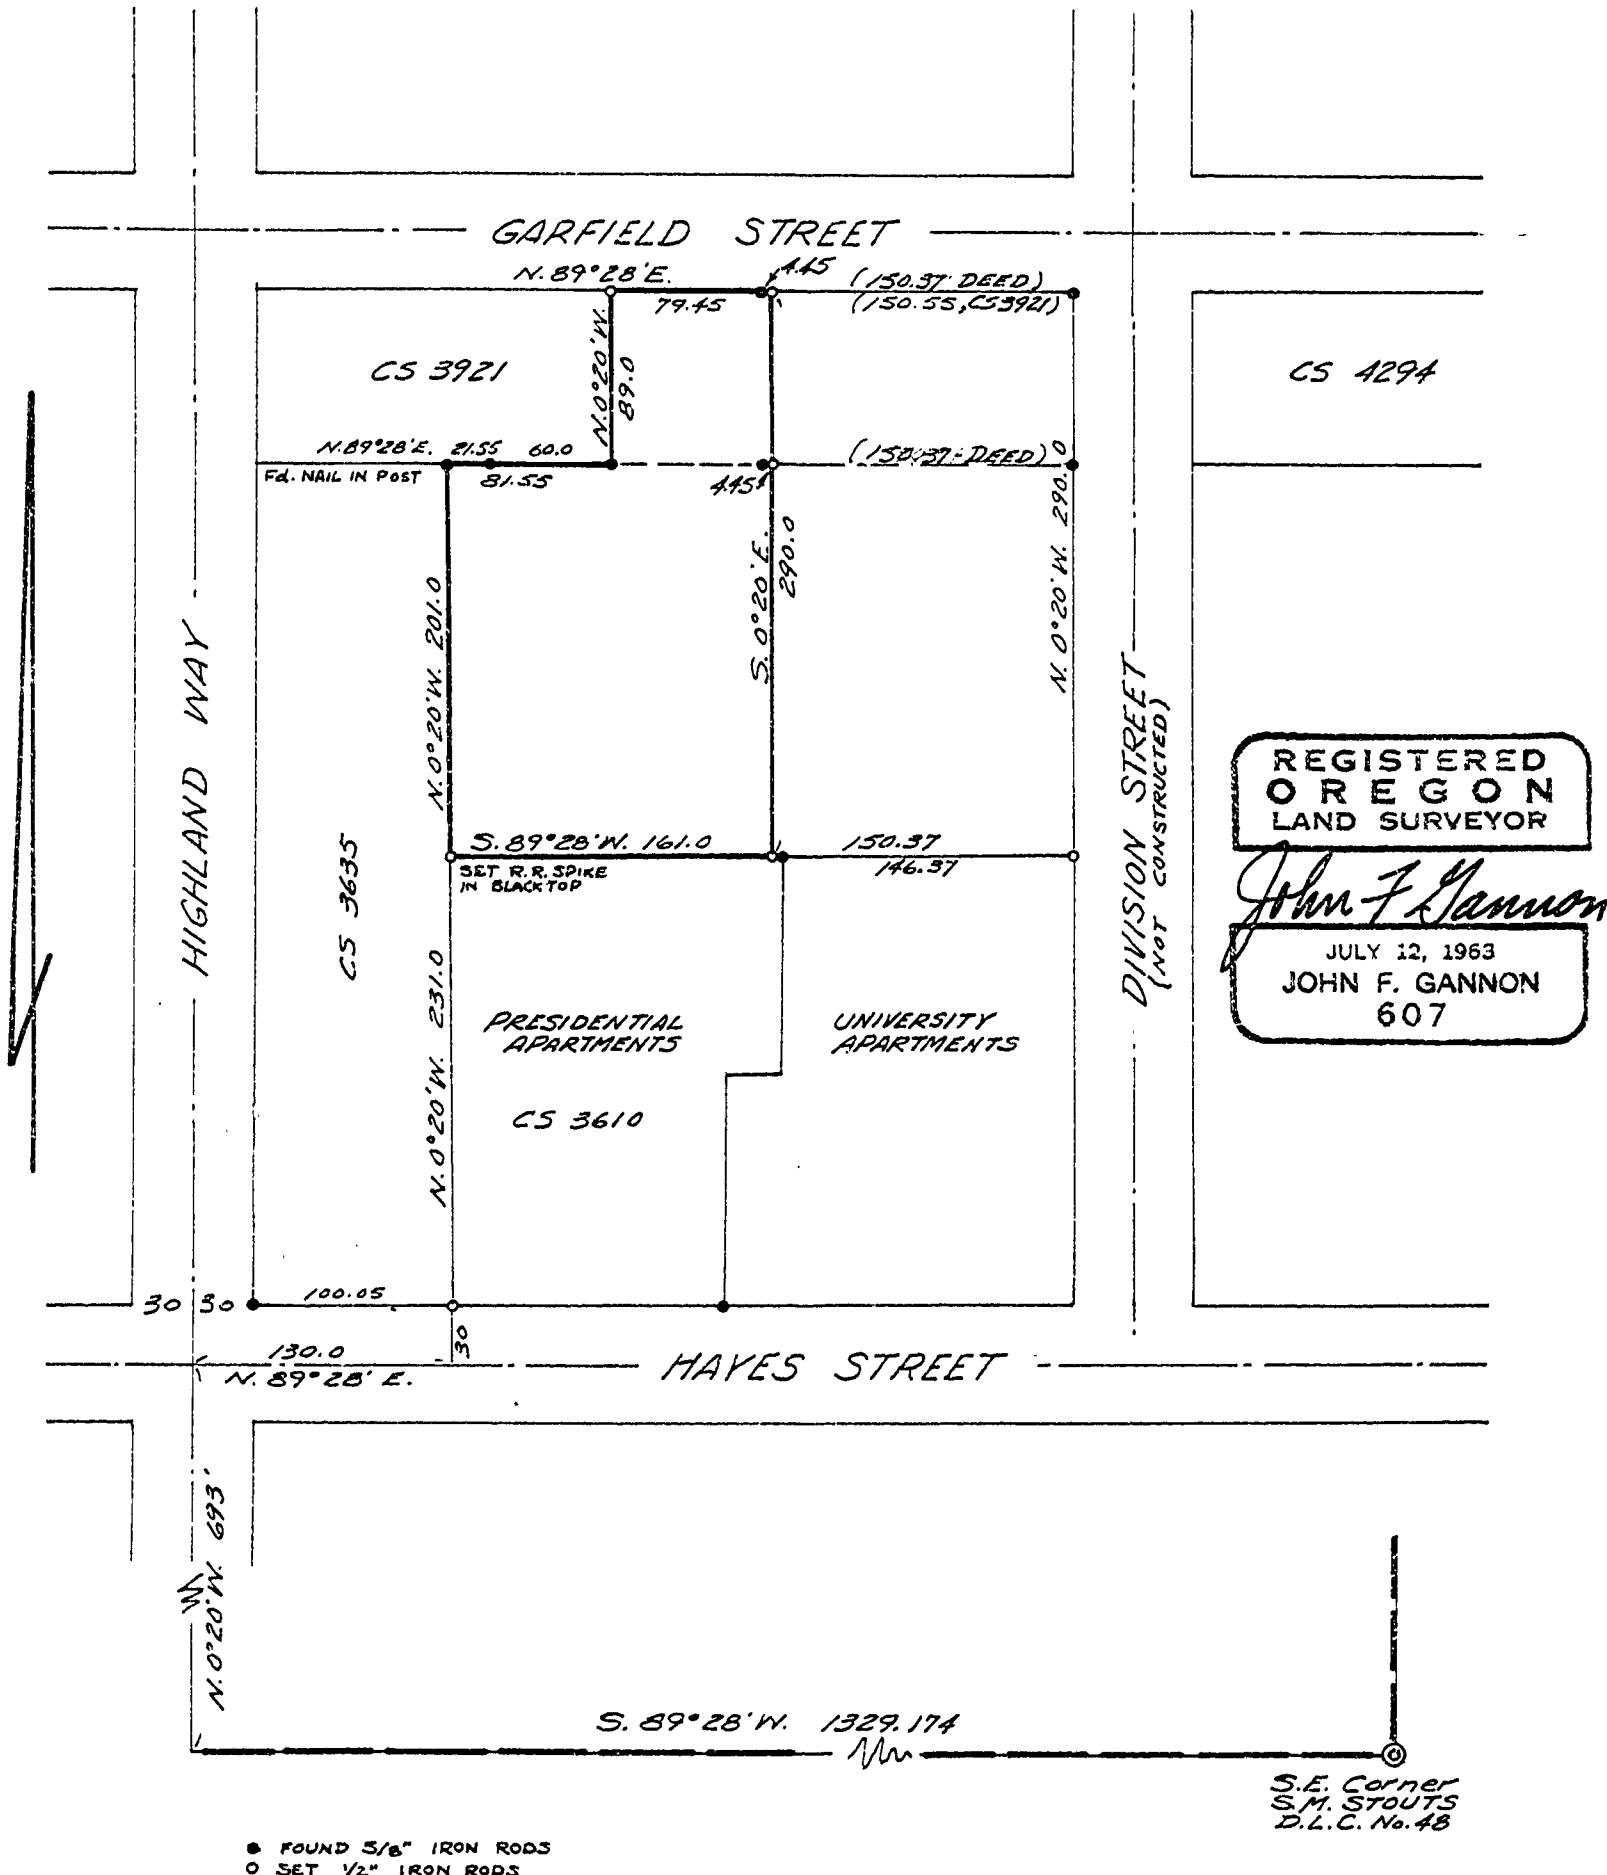 GARFIELD STREET
N. 89°28'E.
4.45
(150.37 DEED)
79.45
(150.55, CS3921)
CS 3921
N. 0°20'W.
89.0
CS 4294
N. 89°28'E. 21.55 60.0
(150.37 DEED)
Fd. NAIL IN POST
81.55
4.45
N. 0°20'W. 290.0
S. 0°20'E.
290.0
N. 0°20'W. 201.0
HIGHLAND WAY
DIVISION STREET
(NOT CONSTRUCTED)
REGISTERED
OREGON
LAND SURVEYOR
John F Gannon
JULY 12, 1963
JOHN F. GANNON
607
S. 89°28'W. 161.0
150.37
146.37
SET R.R. SPIKE
IN BLACKTOP
CS 3635
N. 0°20'W. 231.0
PRESIDENTIAL
APARTMENTS
UNIVERSITY
APARTMENTS
CS 3610
30 30
100.05
30
130.0
N. 89°28'E.
HAYES STREET
N. 0°20'W. 693'
S. 89°28'W. 1329.174
S.E. Corner
S.M. STOUTS
D.L.C. No. 48
FOUND 5/8" IRON RODS
SET 1/2" IRON RODS